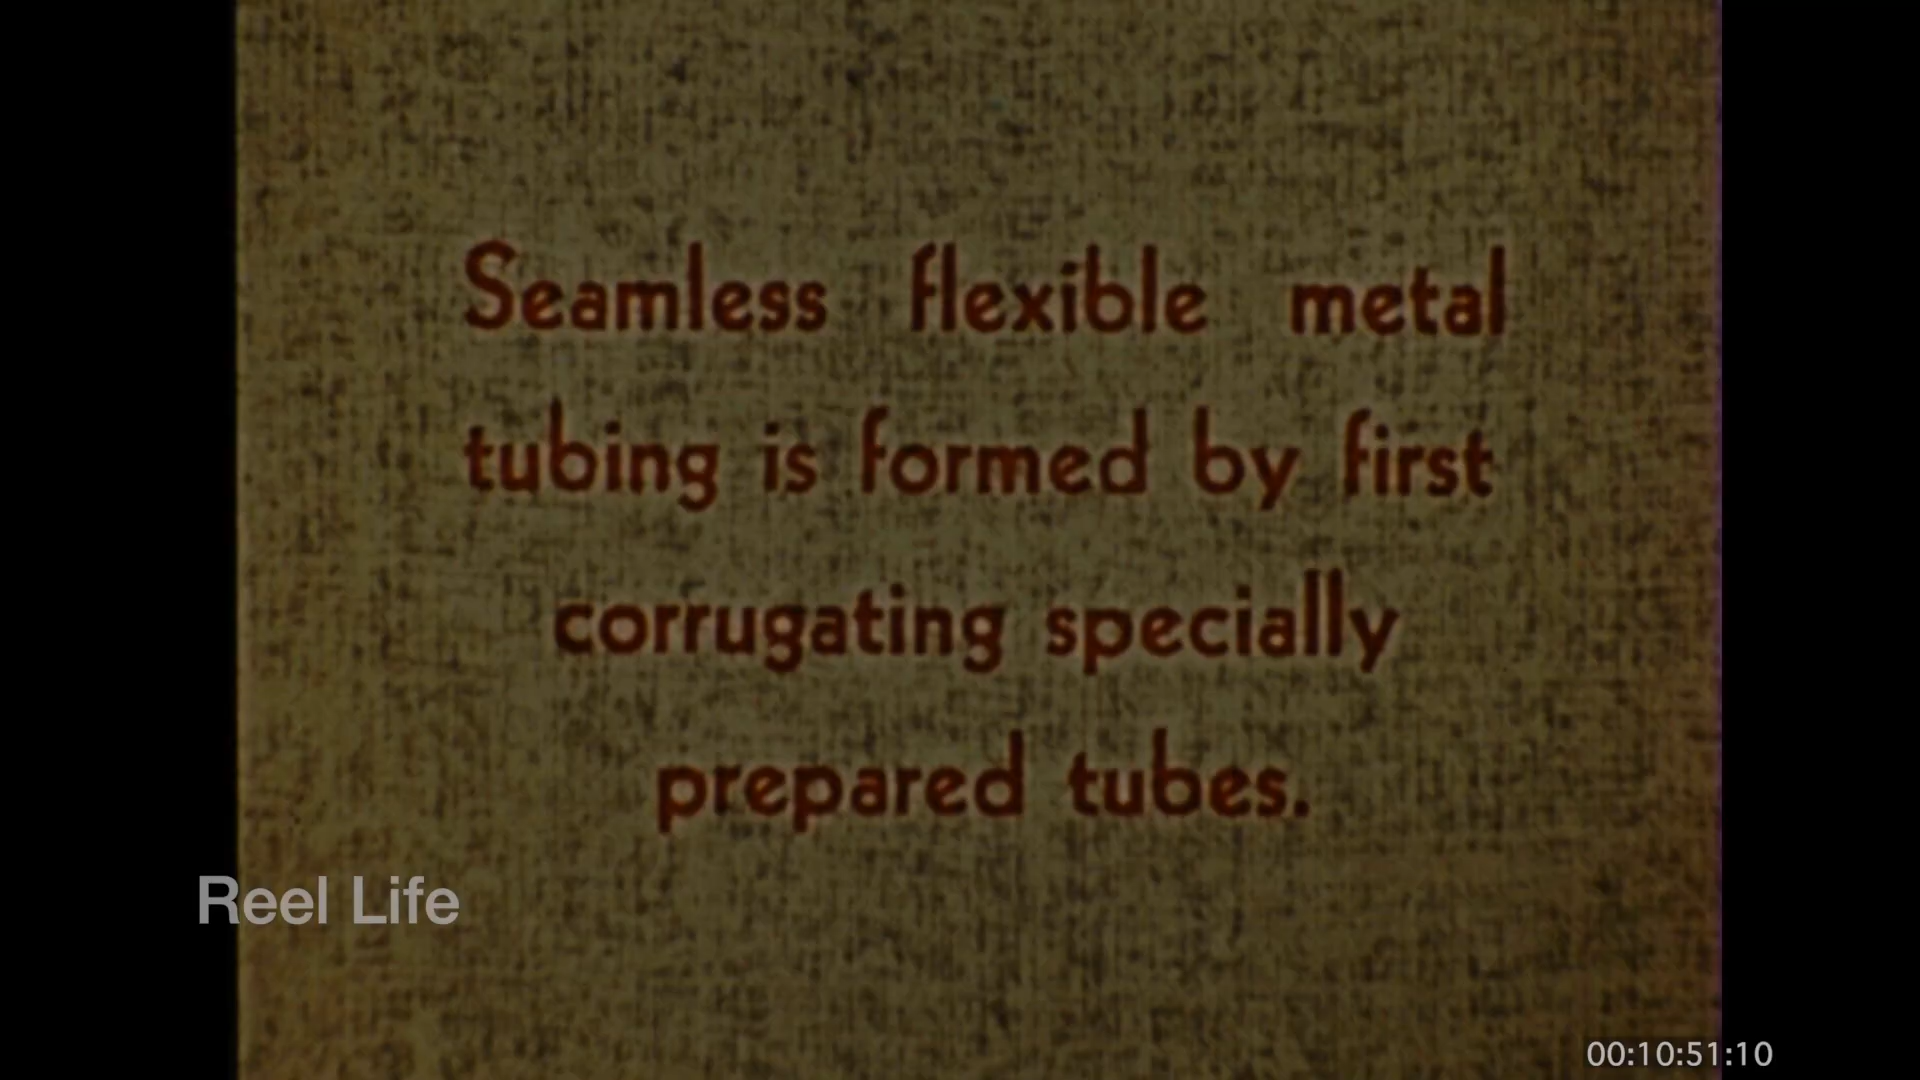 Seamless flexible metal
tubing is formed by first
corrugating specially
prepared tubes.
Reel Life
00:10:51:10